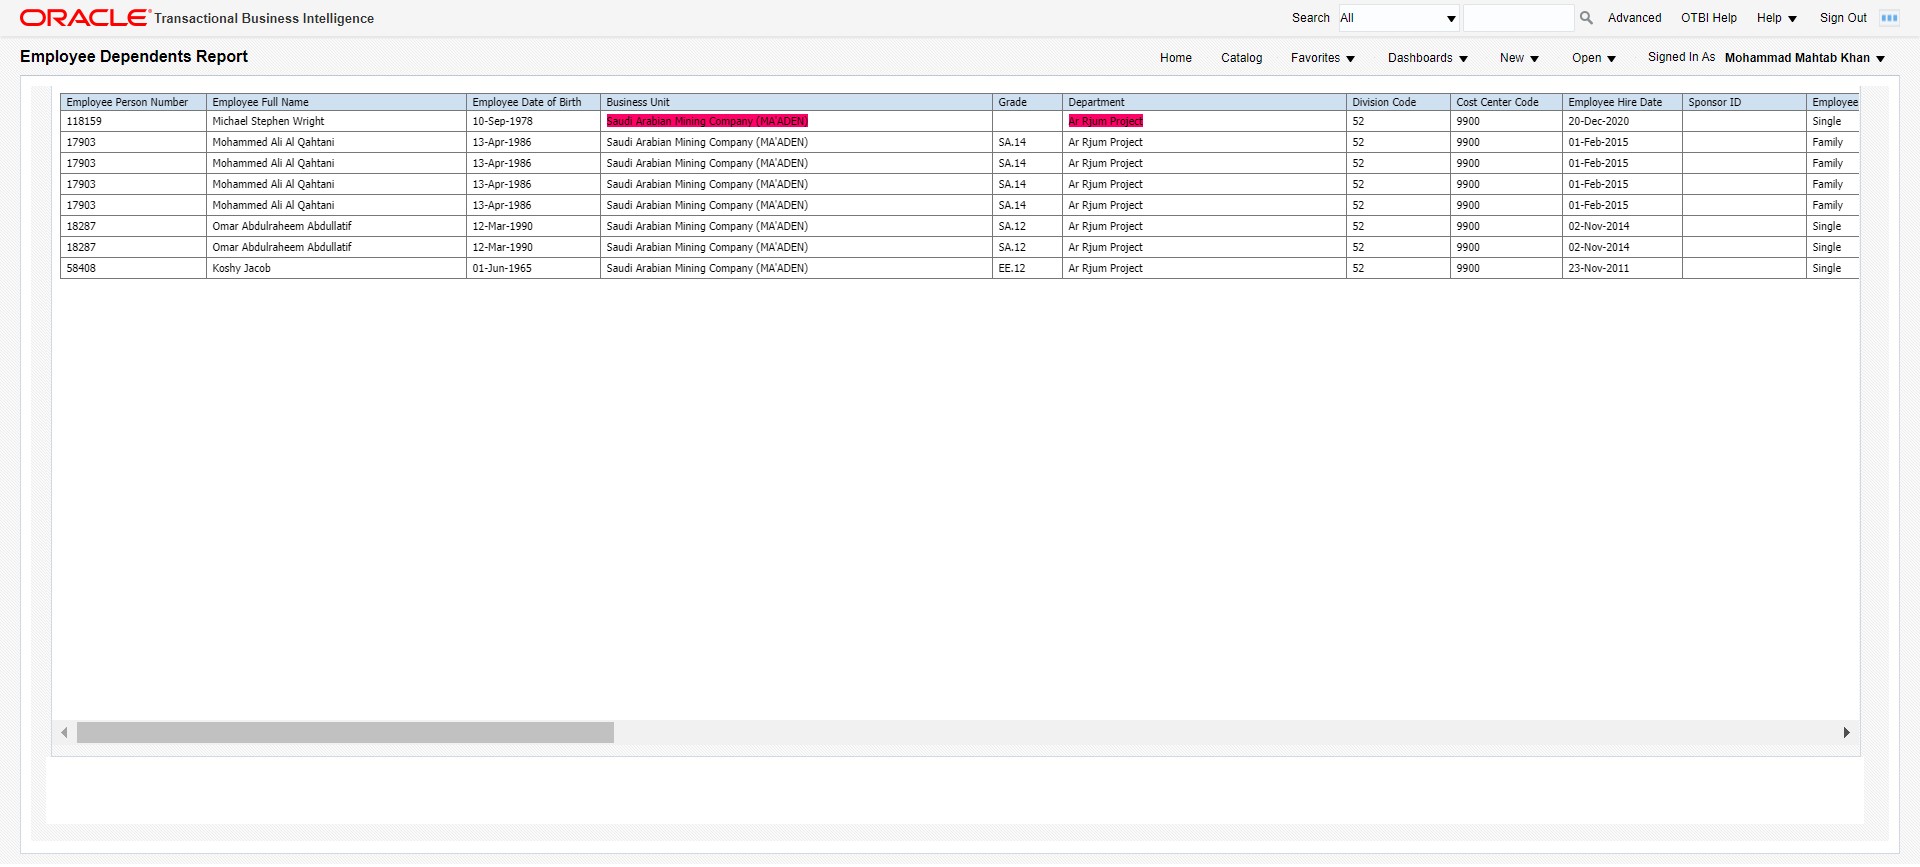 ORACLE Transactional Business Intelligence Search All Advanced OTBI Help Help Sign Out
Employee Dependents Report Home Catalog Favorites Dashboards New Open Signed In As Mohammad Mahtab Khan
Employee Person Number Employee Full Name Employee Date of Birth Business Unit Grade Department Division Code Cost Center Code Employee Hire Date Sponsor ID Employee
118159 Michael Stephen Wright 10-Sep-1978 Saudi Arabian Mining Company (MA'ADEN) Ar Rjum Project 52 9900 20-Dec-2020 Single
17903 Mohammed Ali Al Qahtani 13-Apr-1986 Saudi Arabian Mining Company (MA'ADEN) SA.14 Ar Rjum Project 52 9900 01-Feb-2015 Family
17903 Mohammed Ali Al Qahtani 13-Apr-1986 Saudi Arabian Mining Company (MA'ADEN) SA.14 Ar Rjum Project 52 9900 01-Feb-2015 Family
17903 Mohammed Ali Al Qahtani 13-Apr-1986 Saudi Arabian Mining Company (MA'ADEN) SA.14 Ar Rjum Project 52 9900 01-Feb-2015 Family
17903 Mohammed Ali Al Qahtani 13-Apr-1986 Saudi Arabian Mining Company (MA'ADEN) SA.14 Ar Rjum Project 52 9900 01-Feb-2015 Family
18287 Omar Abdulraheem Abdullatif 12-Mar-1990 Saudi Arabian Mining Company (MA'ADEN) SA.12 Ar Rjum Project 52 9900 02-Nov-2014 Single
18287 Omar Abdulraheem Abdullatif 12-Mar-1990 Saudi Arabian Mining Company (MA'ADEN) SA.12 Ar Rjum Project 52 9900 02-Nov-2014 Single
58408 Koshy Jacob 01-Jun-1965 Saudi Arabian Mining Company (MA'ADEN) EE.12 Ar Rjum Project 52 9900 23-Nov-2011 Single